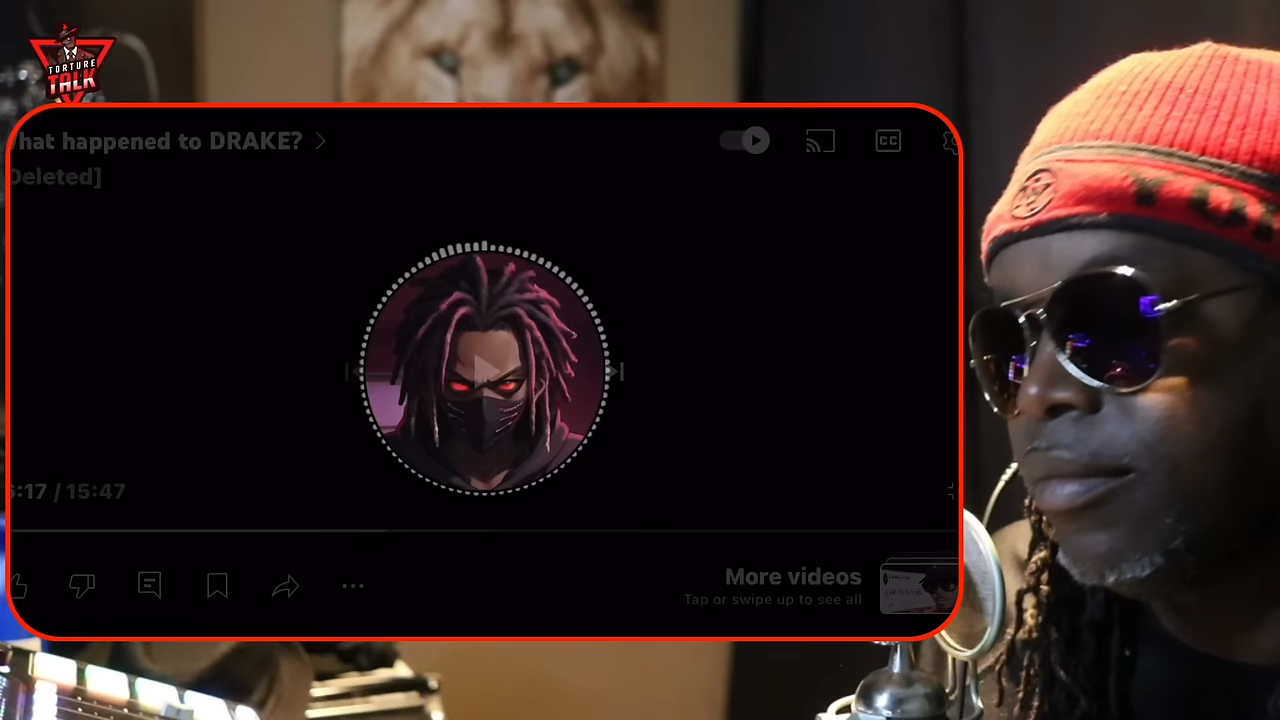 TORTURE
TALK
hat happened to DRAKE?
Deleted]
CC
:17 / 15:47
More videos
Tap or swipe up to see all